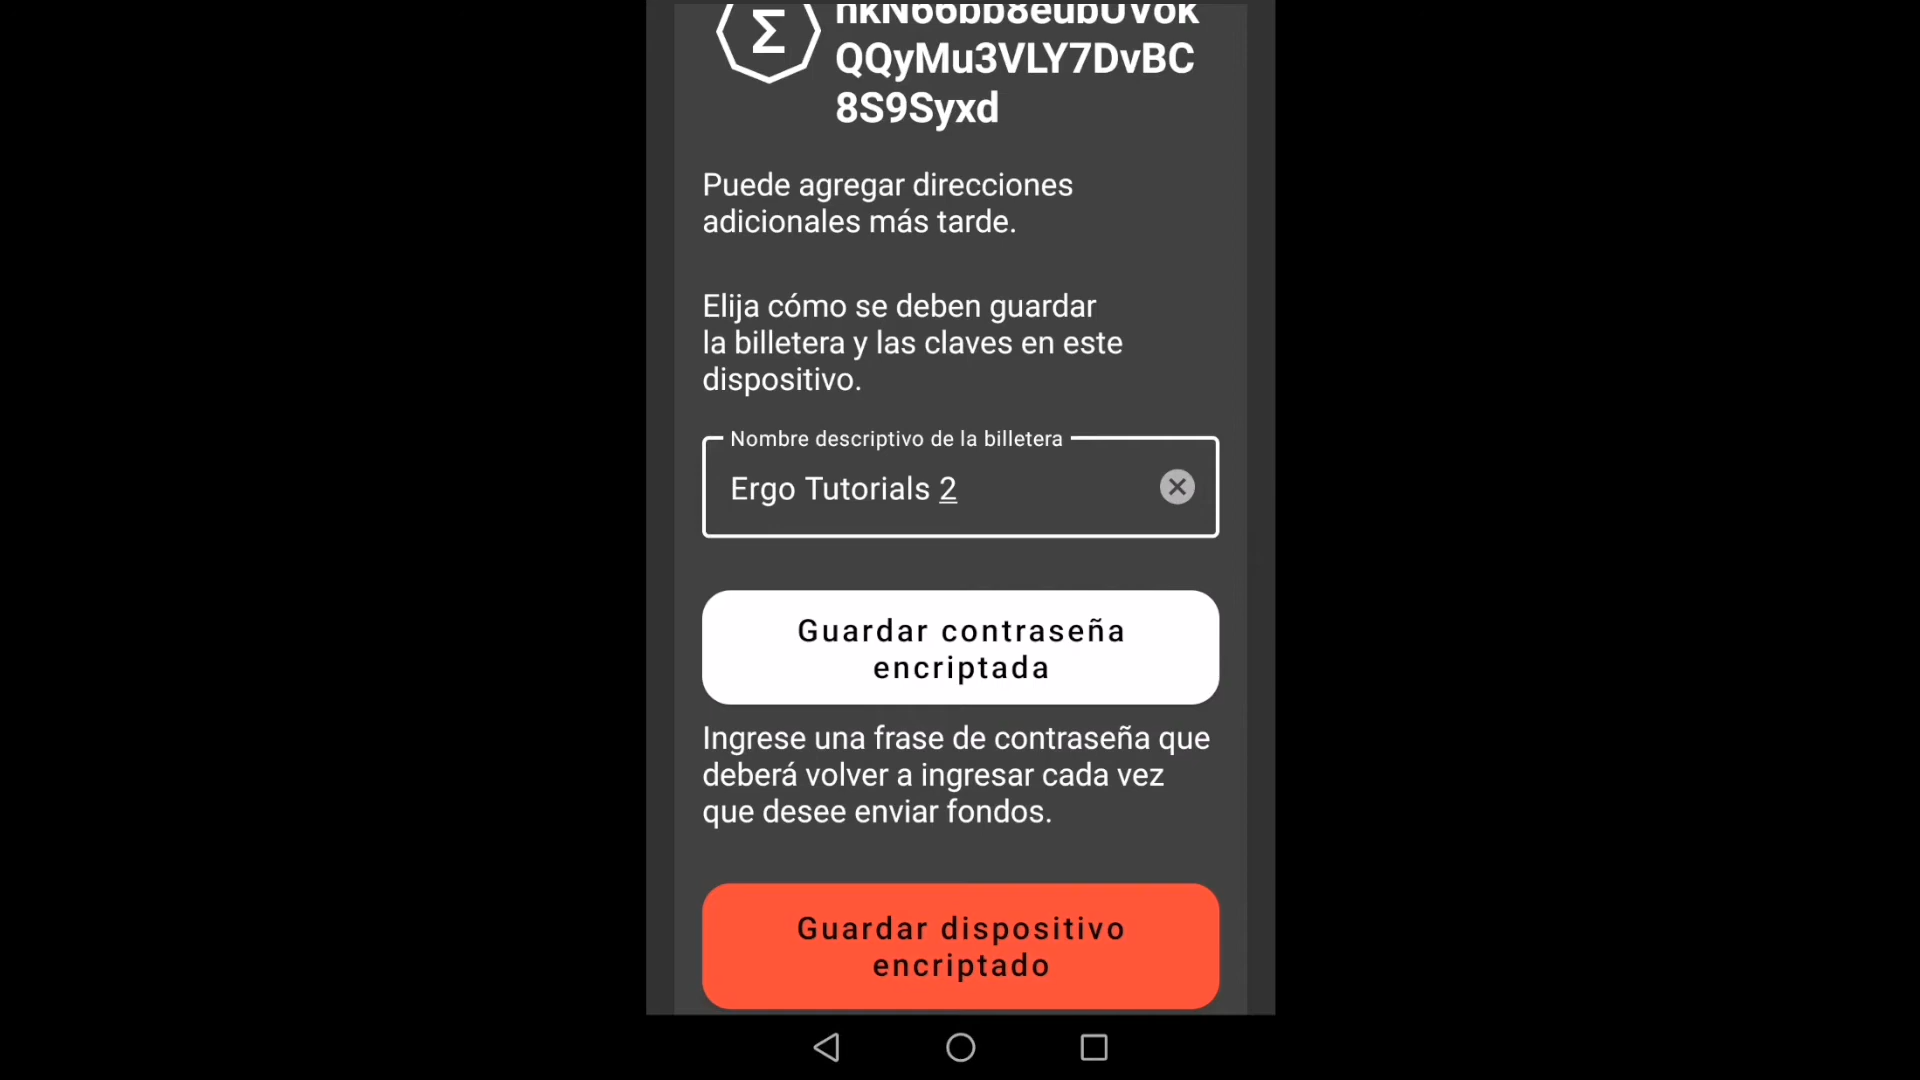 QQyMu3VLY7DvBC
8S9Syxd
Puede agregar direcciones
adicionales más tarde.
Elija cómo se deben guardar
la billetera y las claves en este
dispositivo.
Nombre descriptivo de la billetera
Ergo Tutorials 2
Guardar contraseña
encriptada
Ingrese una frase de contraseña que
deberá volver a ingresar cada vez
que desee enviar fondos.
Guardar dispositivo
encriptado